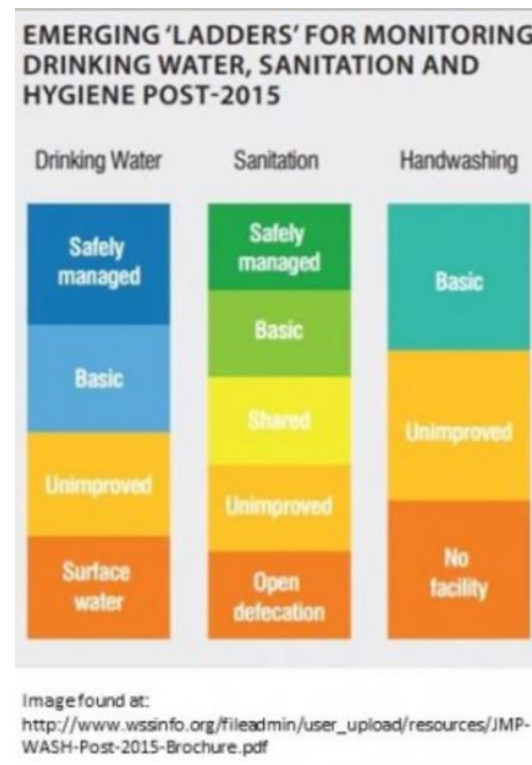 EMERGING ‘LADDERS’ FOR MONITORING
DRINKING WATER, SANITATION AND
HYGIENE POST-2015
Drinking Water
Sanitation
Handwashing
Safely
managed
Basic
Unimproved
Surface
water
Safely
managed
Basic
Shared
Unimproved
Open
defecation
Basic
Unimproved
No
facility
Image found at:
http://www.wssinfo.org/fileadmin/user_upload/resources/JMP-
WASH-Post-2015-Brochure.pdf